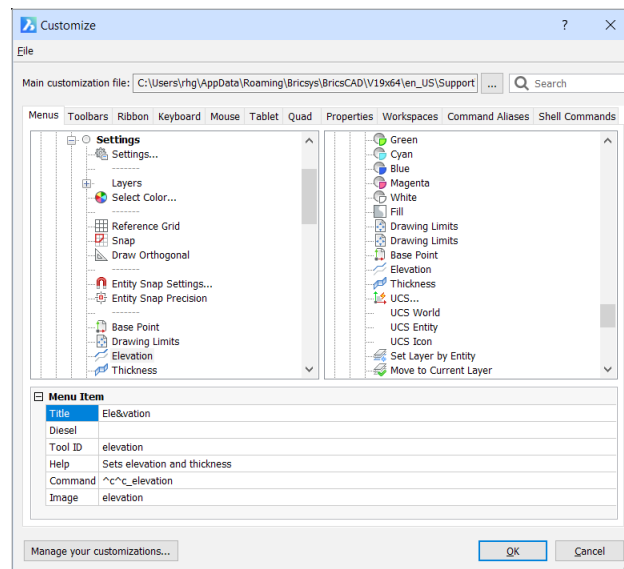 Customize
File
Main customization file: C:\Users\rhg\AppData\Roaming\Bricsys\BricsCAD\V19x64\en_US\Support ... Search
Menus Toolbars Ribbon Keyboard Mouse Tablet Quad Properties Workspaces Command Aliases Shell Commands
Settings
Settings...
-------
Layers
Select Color...
-------
Reference Grid
Snap
Draw Orthogonal
-------
Entity Snap Settings...
Entity Snap Precision
-------
Base Point
Drawing Limits
Elevation
Thickness
Green
Cyan
Blue
Magenta
White
Fill
Drawing Limits
Drawing Limits
Base Point
Elevation
Thickness
UCS...
UCS World
UCS Entity
UCS Icon
Set Layer by Entity
Move to Current Layer
Menu Item
Title Ele&vation
Diesel
Tool ID elevation
Help Sets elevation and thickness
Command ^c^c_elevation
Image elevation
Manage your customizations... OK Cancel